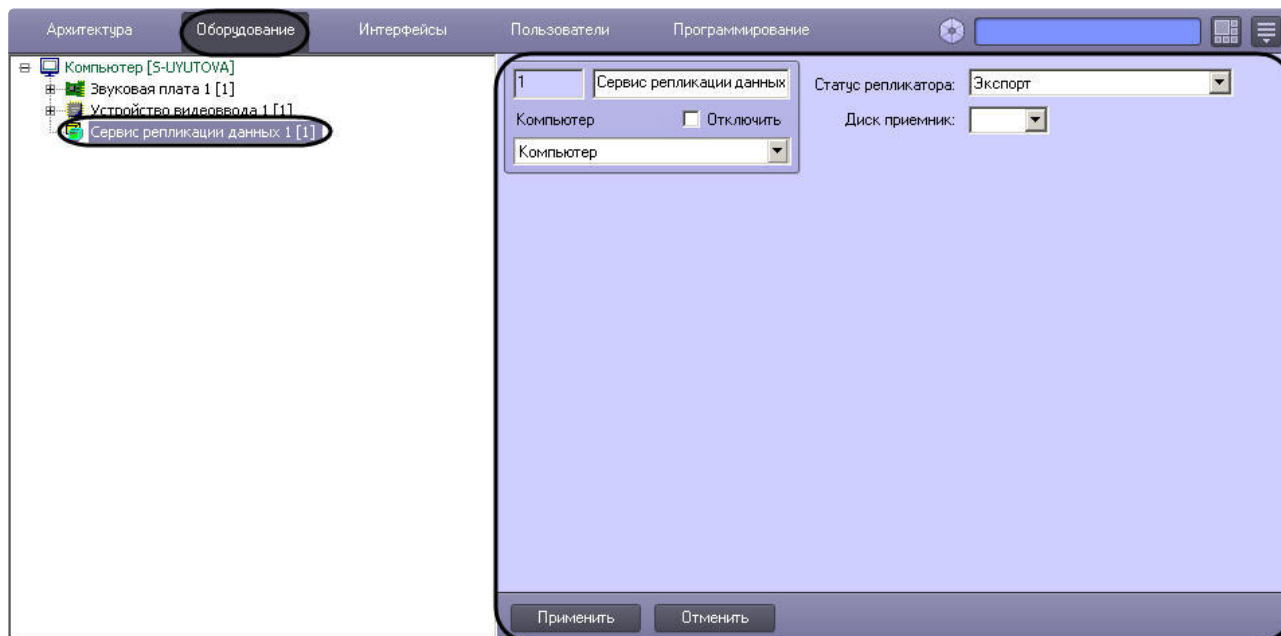 Архитектура Оборудование Интерфейсы Пользователи Программирование
Компьютер [S-UYUTOVA]
Звуковая плата 1 [1]
Устройство видеоввода 1 [1]
Сервис репликации данных 1 [1]
1 Сервис репликации данных Статус репликатора: Экспорт
Компьютер Отключить Диск приемник:
Компьютер
Применить Отменить